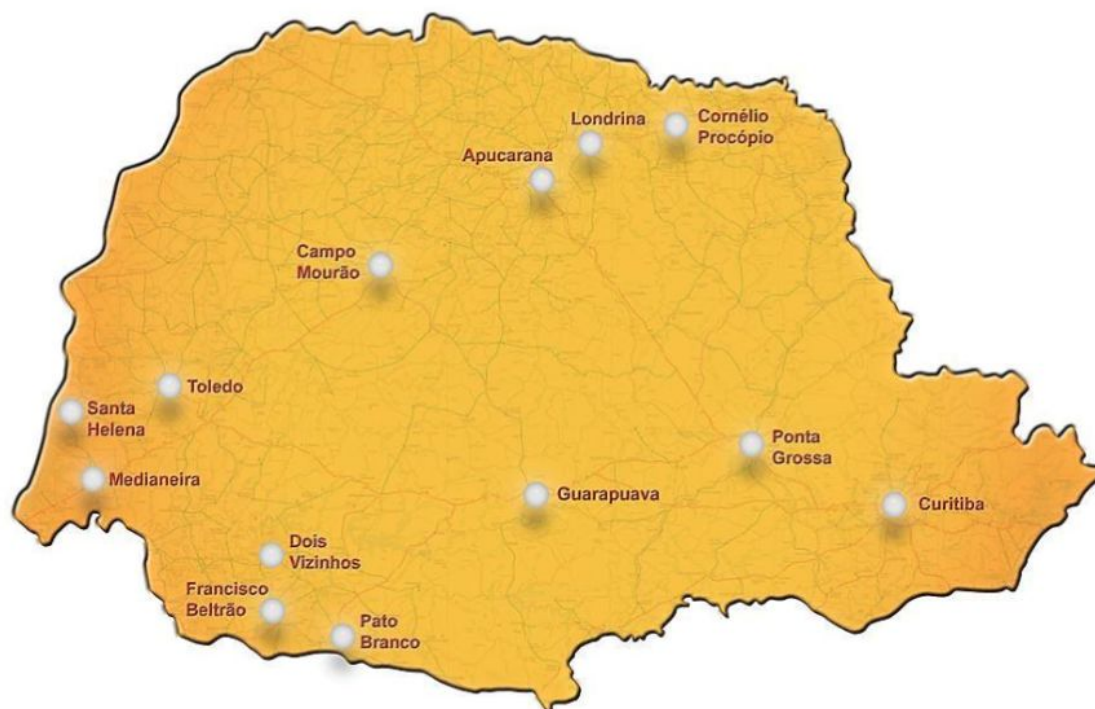 Londrina
Cornélio
Procópio
Apucarana
Campo
Mourão
Toledo
Santa
Helena
Medianeira
Ponta
Grossa
Guarapuava
Curitiba
Dois
Vizinhos
Francisco
Beltrão
Pato
Branco